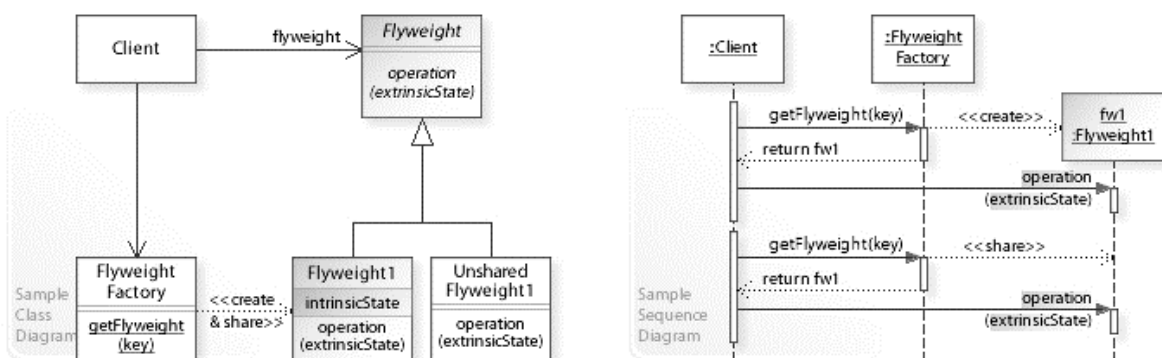 Client
flyweight
Flyweight
operation
(extrinsicState)
Flyweight
Factory
getFlyweight
(key)
<<create
& share>>
Flyweight1
intrinsicState
operation
(extrinsicState)
Unshared
Flyweight1
operation
(extrinsicState)
Sample
Class
Diagram
:Client
:Flyweight
Factory
getFlyweight(key)
<<create>>
fw1
:Flyweight1
return fw1
operation
(extrinsicState)
getFlyweight(key)
<<share>>
return fw1
operation
(extrinsicState)
Sample
Sequence
Diagram